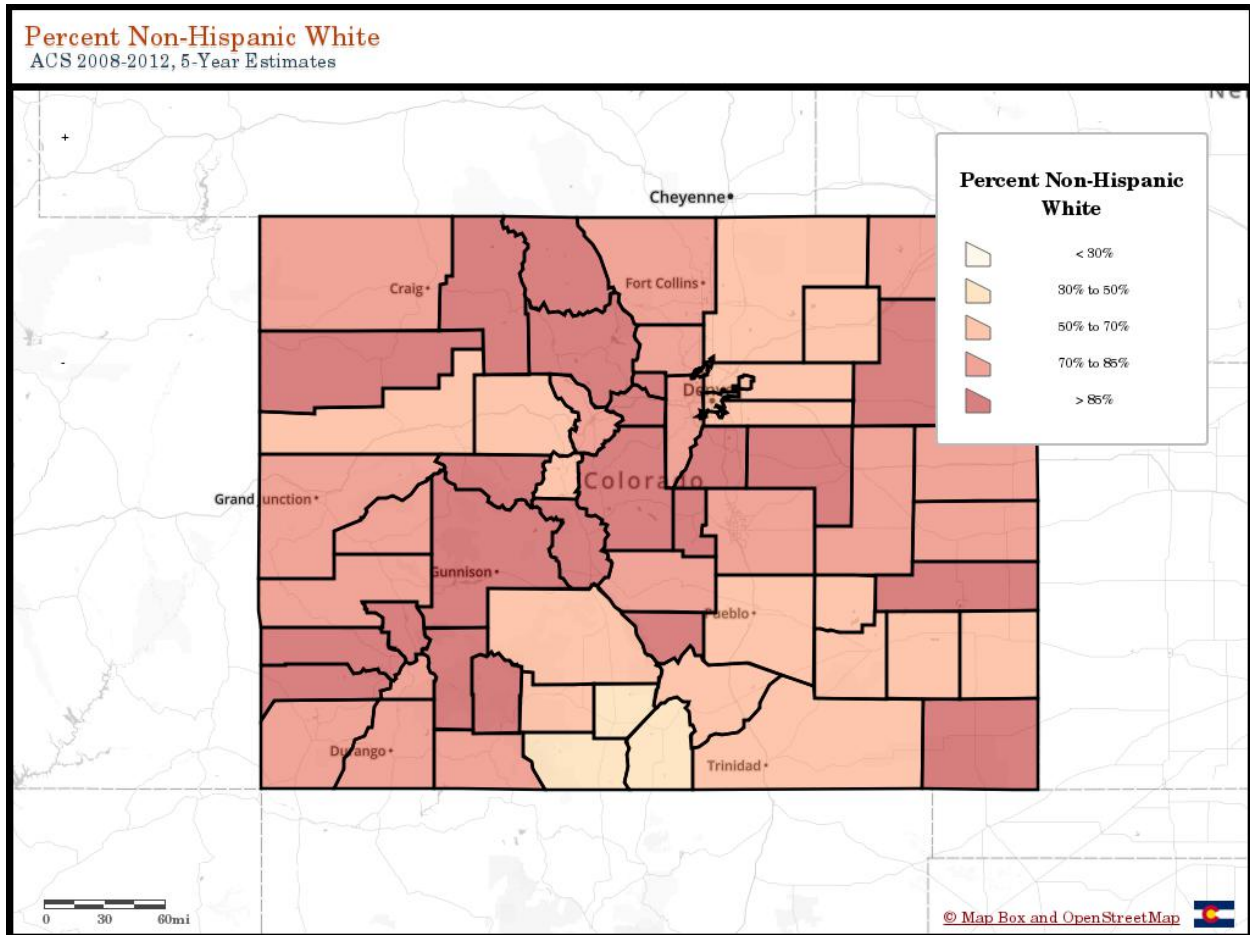 Percent Non-Hispanic White
ACS 2008-2012, 5-Year Estimates
+
-
Cheyenne
Percent Non-Hispanic
White
< 30%
30% to 50%
50% to 70%
70% to 85%
> 85%
Craig
Fort Collins
Colorado
Grand Junction
Gunnison
Pueblo
Durango
Trinidad
0 30 60mi
© Map Box and OpenStreetMap